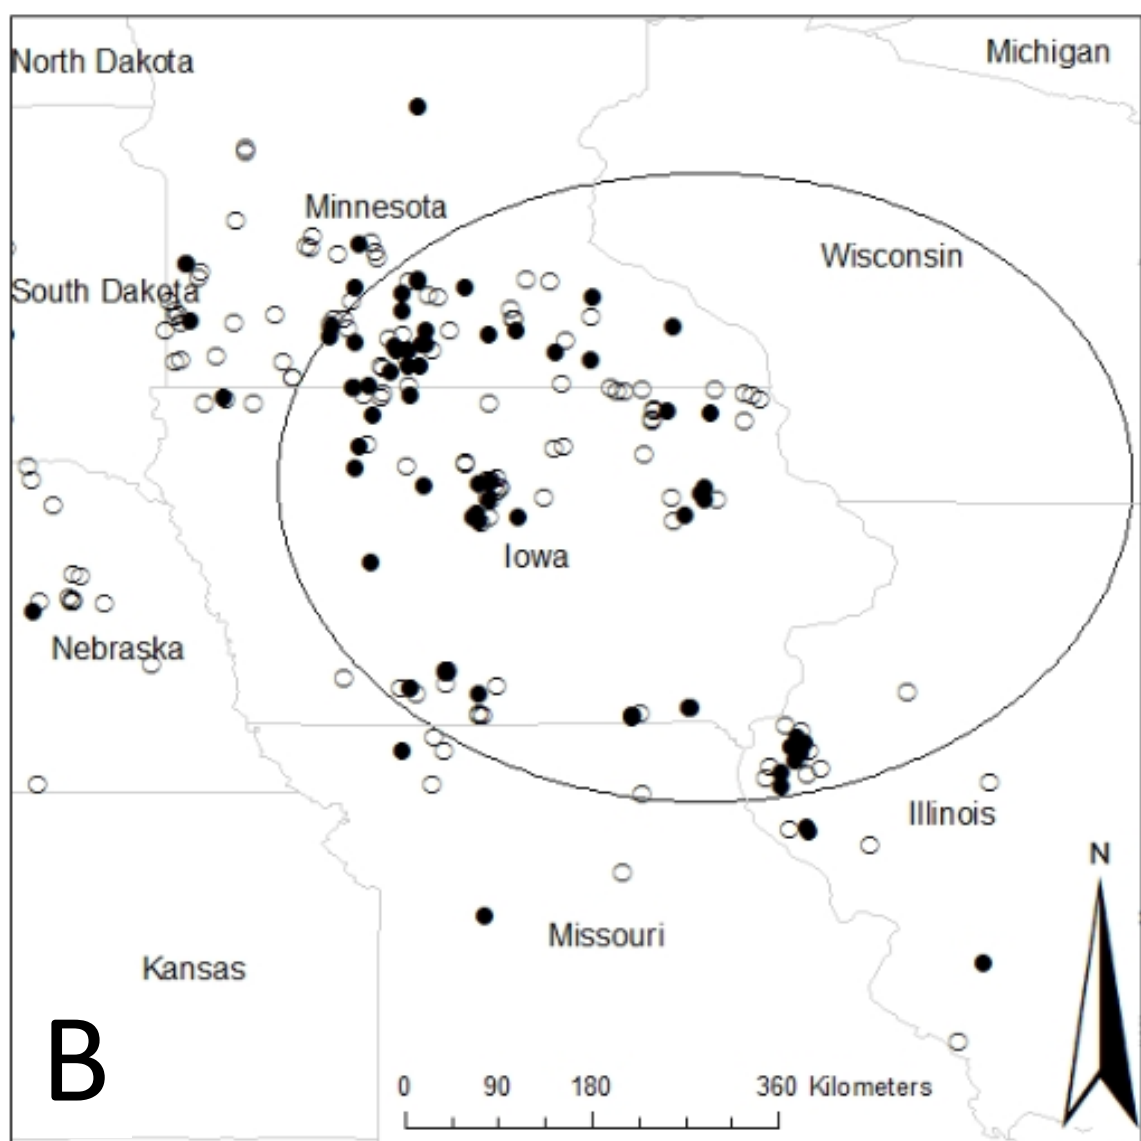 North Dakota
Michigan
Minnesota
Wisconsin
South Dakota
Iowa
Nebraska
Illinois
N
Missouri
Kansas
B
0 90 180 360 Kilometers